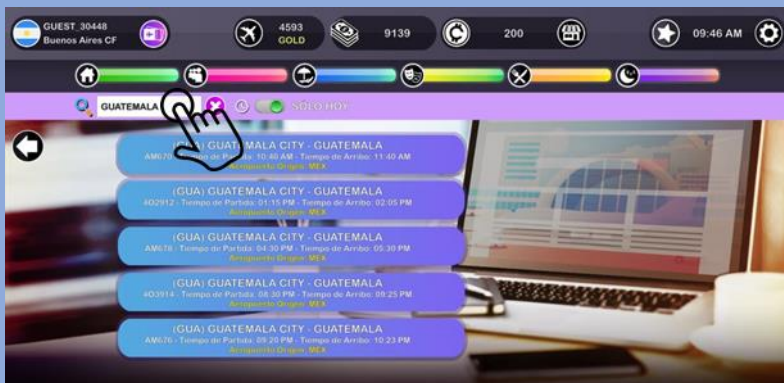 GUEST_30448
Buenos Aires CF
4593
GOLD
9139
200
09:46 AM
GUATEMALA
SÓLO HOY
(GUA) GUATEMALA CITY - GUATEMALA
AM670 - Tiempo de Partida: 10:40 AM - Tiempo de Arribo: 11:40 AM
Aeropuerto Origen: MEX
(GUA) GUATEMALA CITY - GUATEMALA
4O2912 - Tiempo de Partida: 01:15 PM - Tiempo de Arribo: 02:05 PM
Aeropuerto Origen: MEX
(GUA) GUATEMALA CITY - GUATEMALA
AM678 - Tiempo de Partida: 04:30 PM - Tiempo de Arribo: 05:30 PM
Aeropuerto Origen: MEX
(GUA) GUATEMALA CITY - GUATEMALA
4O3914 - Tiempo de Partida: 08:30 PM - Tiempo de Arribo: 09:25 PM
Aeropuerto Origen: MEX
(GUA) GUATEMALA CITY - GUATEMALA
AM676 - Tiempo de Partida: 09:20 PM - Tiempo de Arribo: 10:23 PM
Aeropuerto Origen: MEX